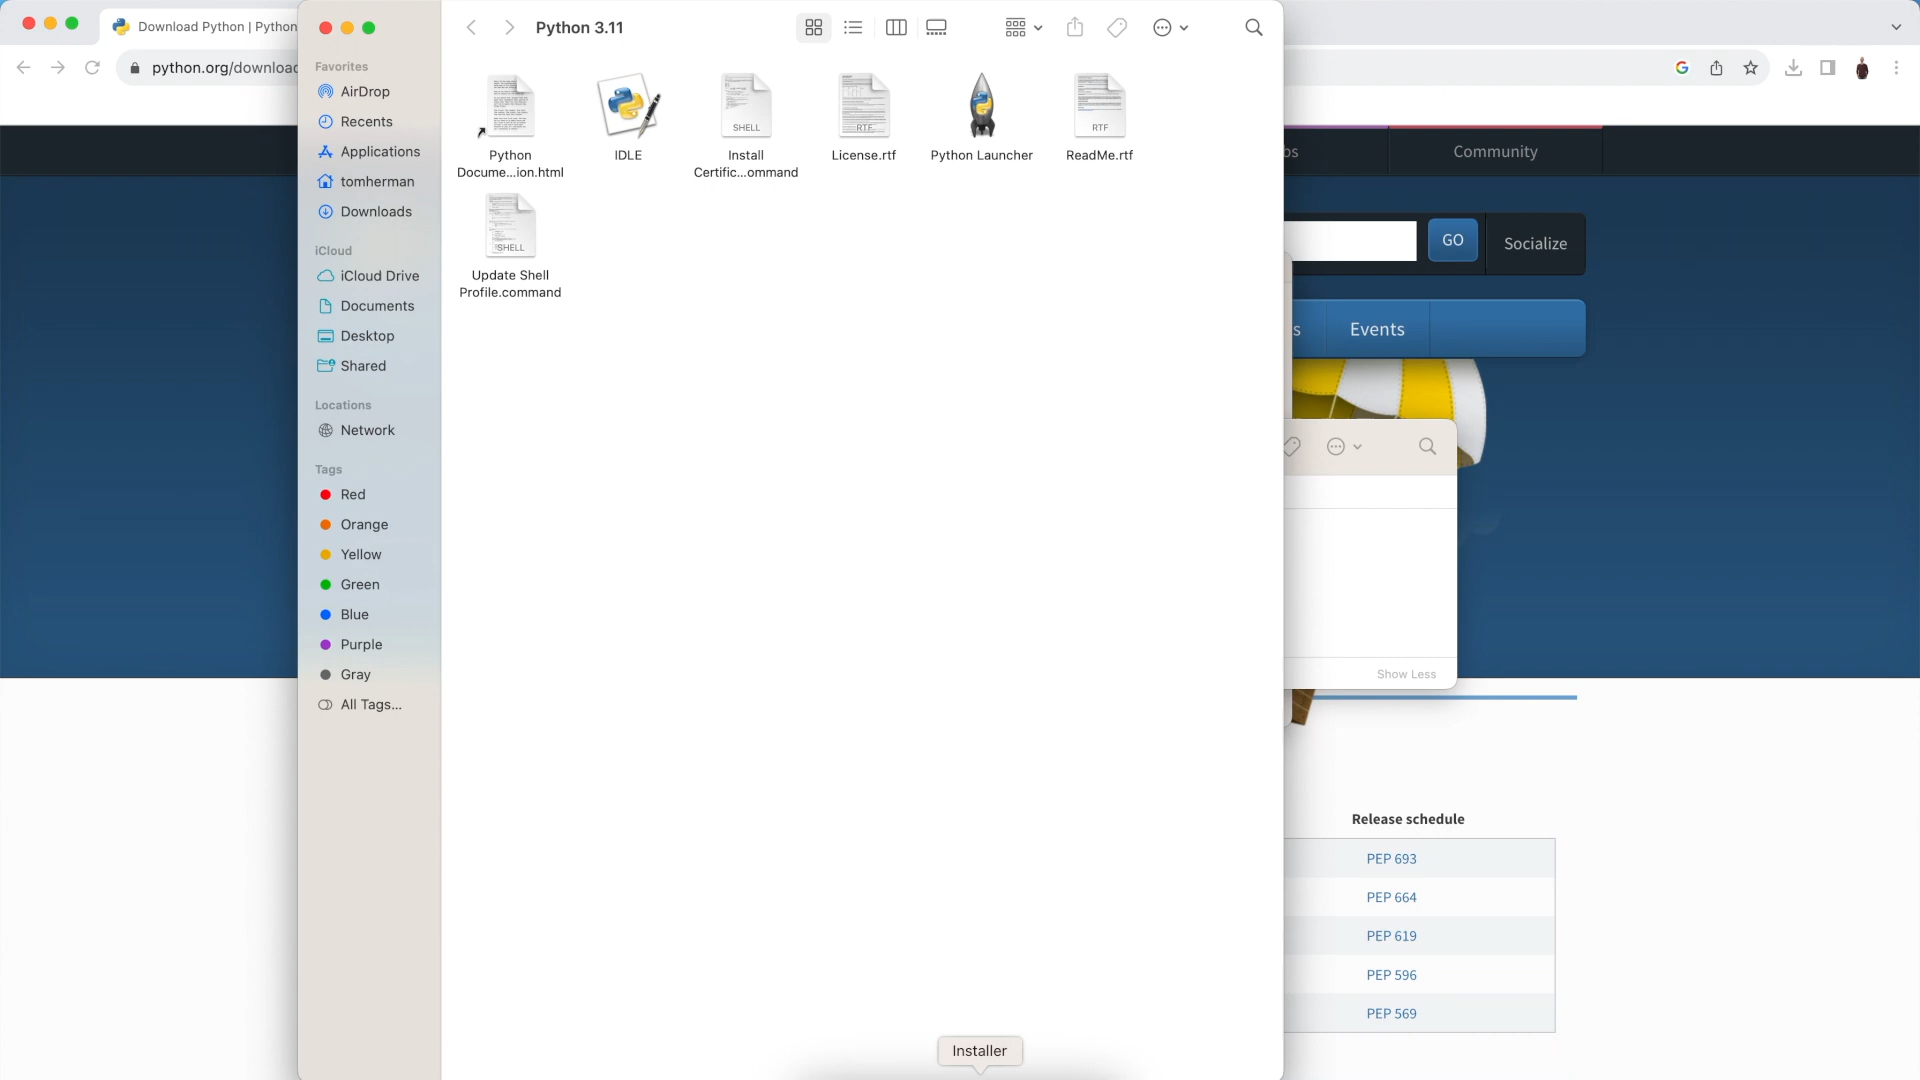 Download Python | Python
python.org/download
Python 3.11
Favorites
AirDrop
Recents
Applications
tomherman
Downloads
iCloud
iCloud Drive
Documents
Desktop
Shared
Locations
Network
Tags
Red
Orange
Yellow
Green
Blue
Purple
Gray
All Tags...
Python
Docume...ion.html
IDLE
SHELL
Install
Certific...ommand
RTF
License.rtf
Python Launcher
RTF
ReadMe.rtf
SHELL
Update Shell
Profile.command
Installer
bs
Community
GO
Socialize
s
Events
Show Less
Release schedule
PEP 693
PEP 664
PEP 619
PEP 596
PEP 569